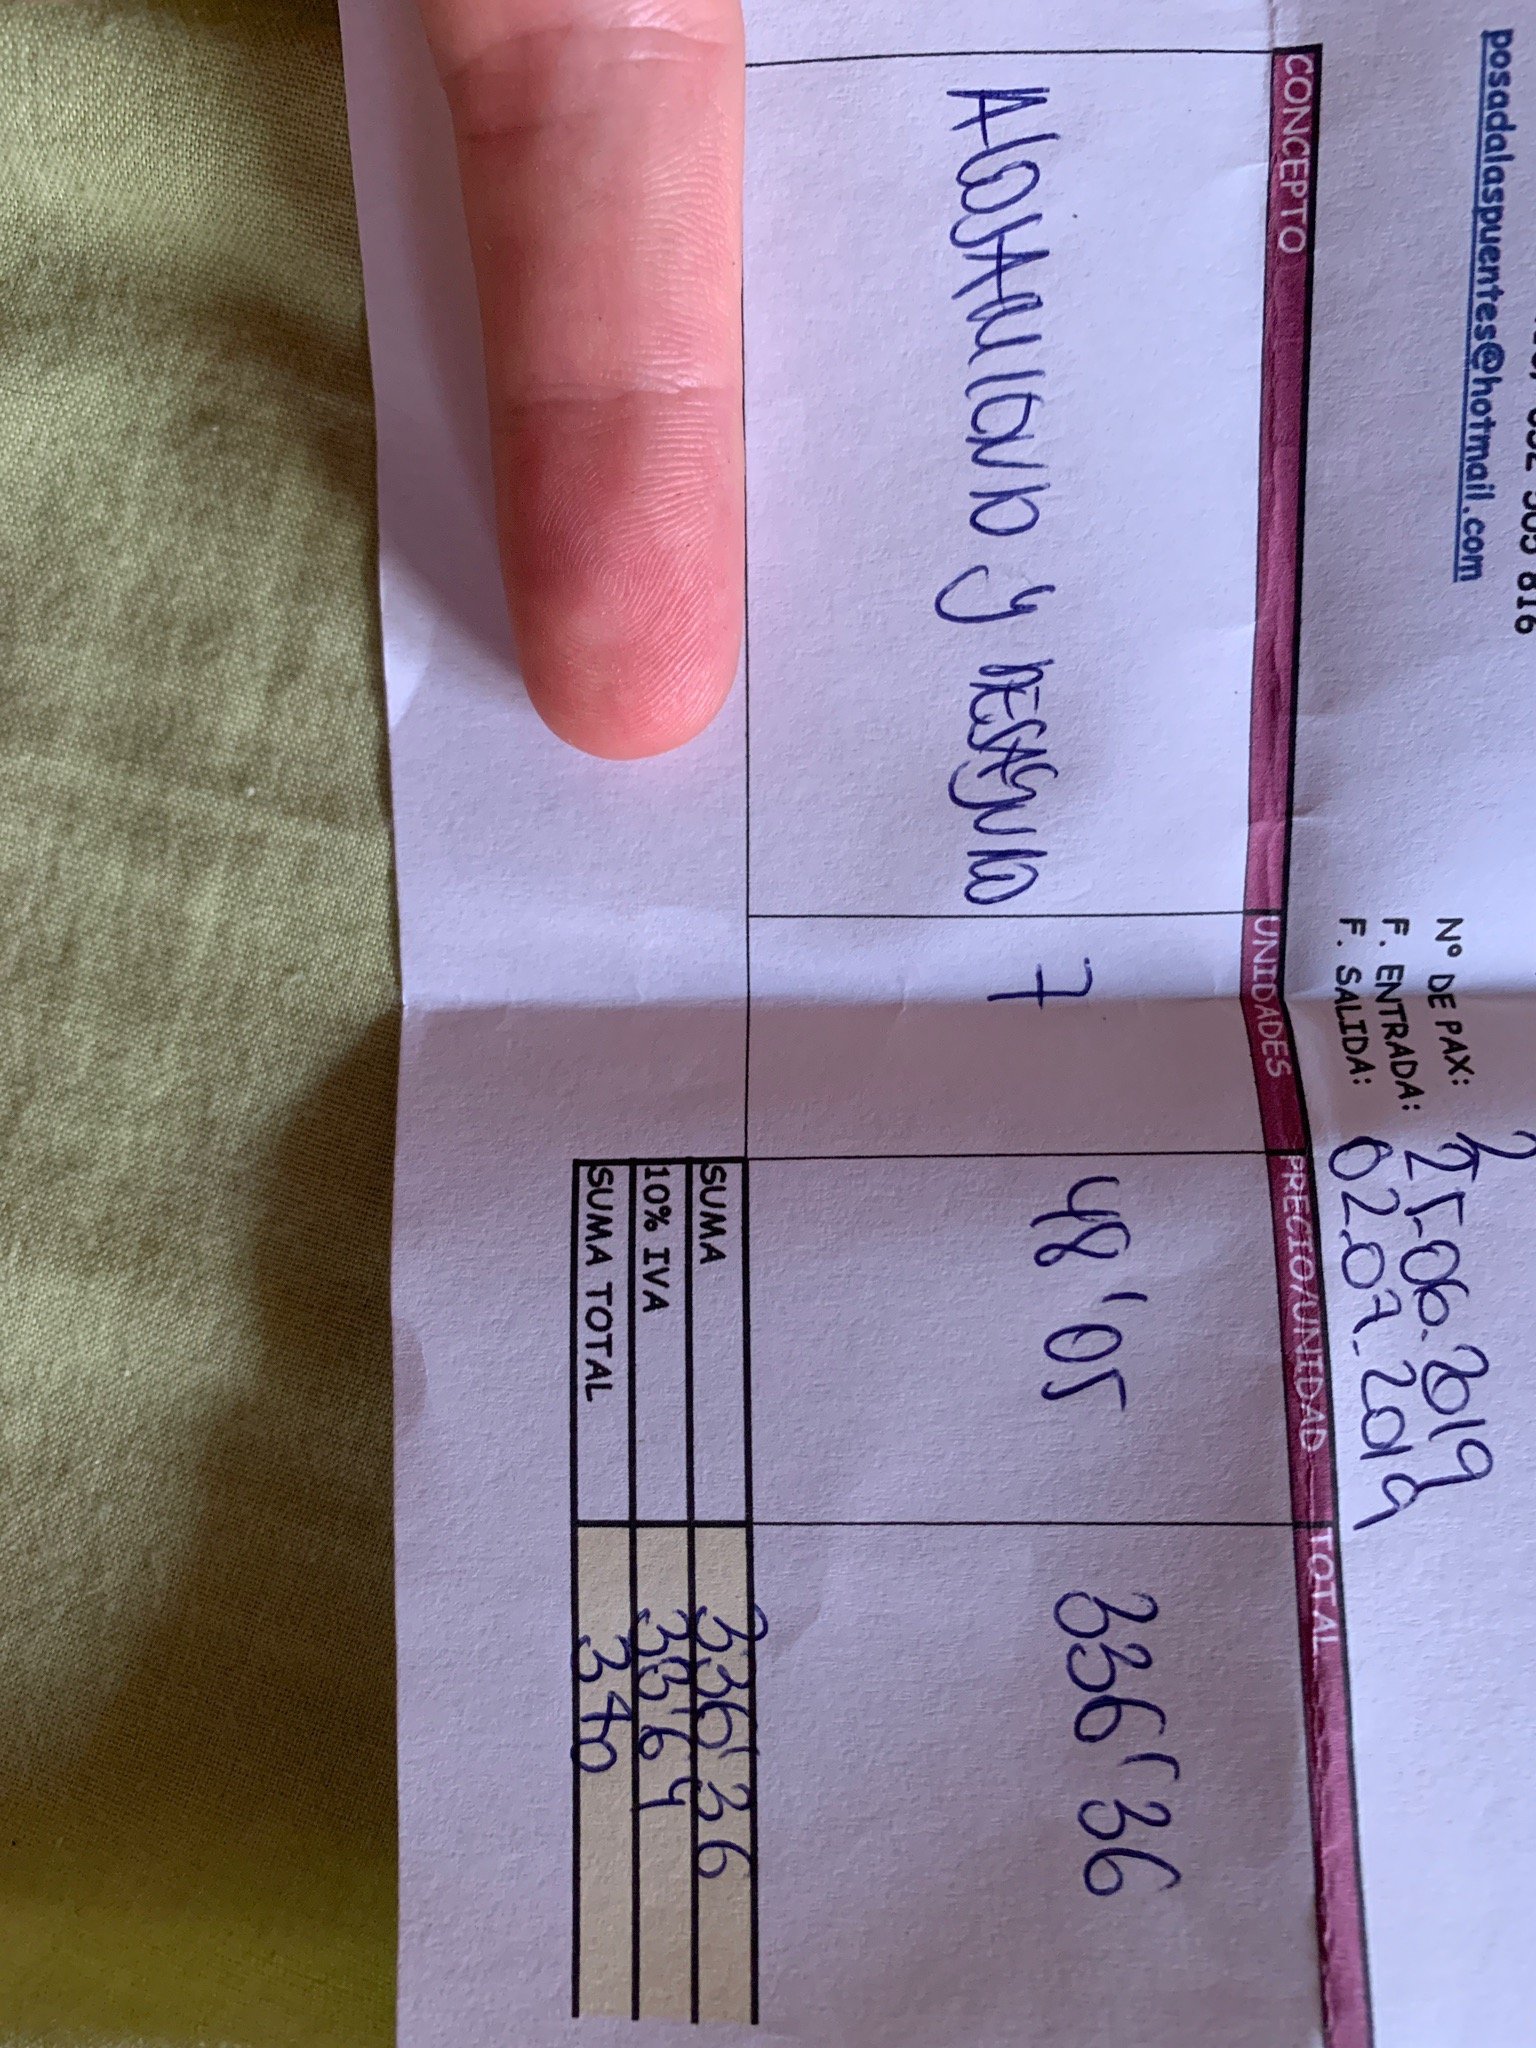 posadalaspuentes@hotmail.com
Nº DE PAX: 2
F. ENTRADA: 25-06-2019
F. SALIDA: 02-07-2019
CONCEPTO UNIDADES PRECIO/UNIDAD TOTAL
Alojamiento y DESAYUNO 7 48'05 336'36
SUMA 336'36
10% IVA 33'64
SUMA TOTAL 370